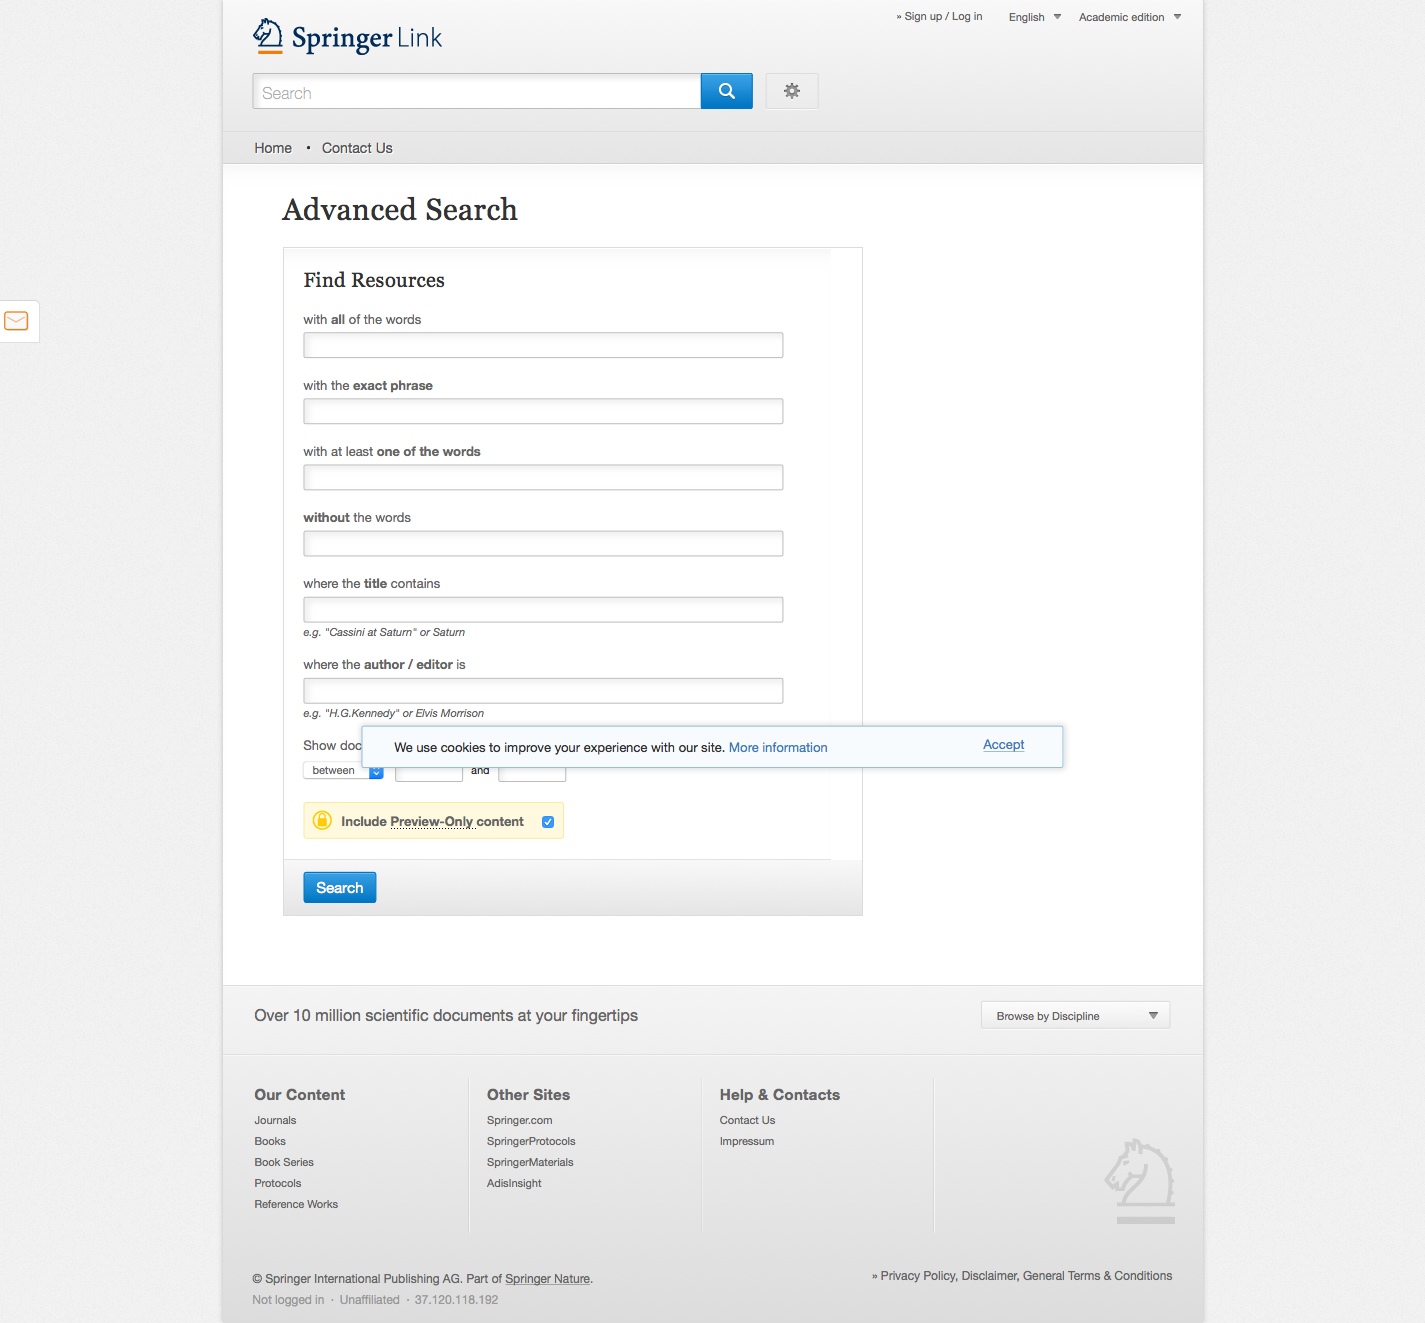 » Sign up / Log in
English
Academic edition
Springer Link
Search
Home • Contact Us
Advanced Search
Find Resources
with all of the words
with the exact phrase
with at least one of the words
without the words
where the title contains
e.g. "Cassini at Saturn" or Saturn
where the author / editor is
e.g. "H.G.Kennedy" or Elvis Morrison
Show doc
We use cookies to improve your experience with our site. More information
Accept
between
and
Include Preview-Only content
Search
Over 10 million scientific documents at your fingertips
Browse by Discipline
Our Content
Journals
Books
Book Series
Protocols
Reference Works
Other Sites
Springer.com
SpringerProtocols
SpringerMaterials
AdisInsight
Help & Contacts
Contact Us
Impressum
© Springer International Publishing AG. Part of Springer Nature.
» Privacy Policy, Disclaimer, General Terms & Conditions
Not logged in · Unaffiliated · 37.120.118.192